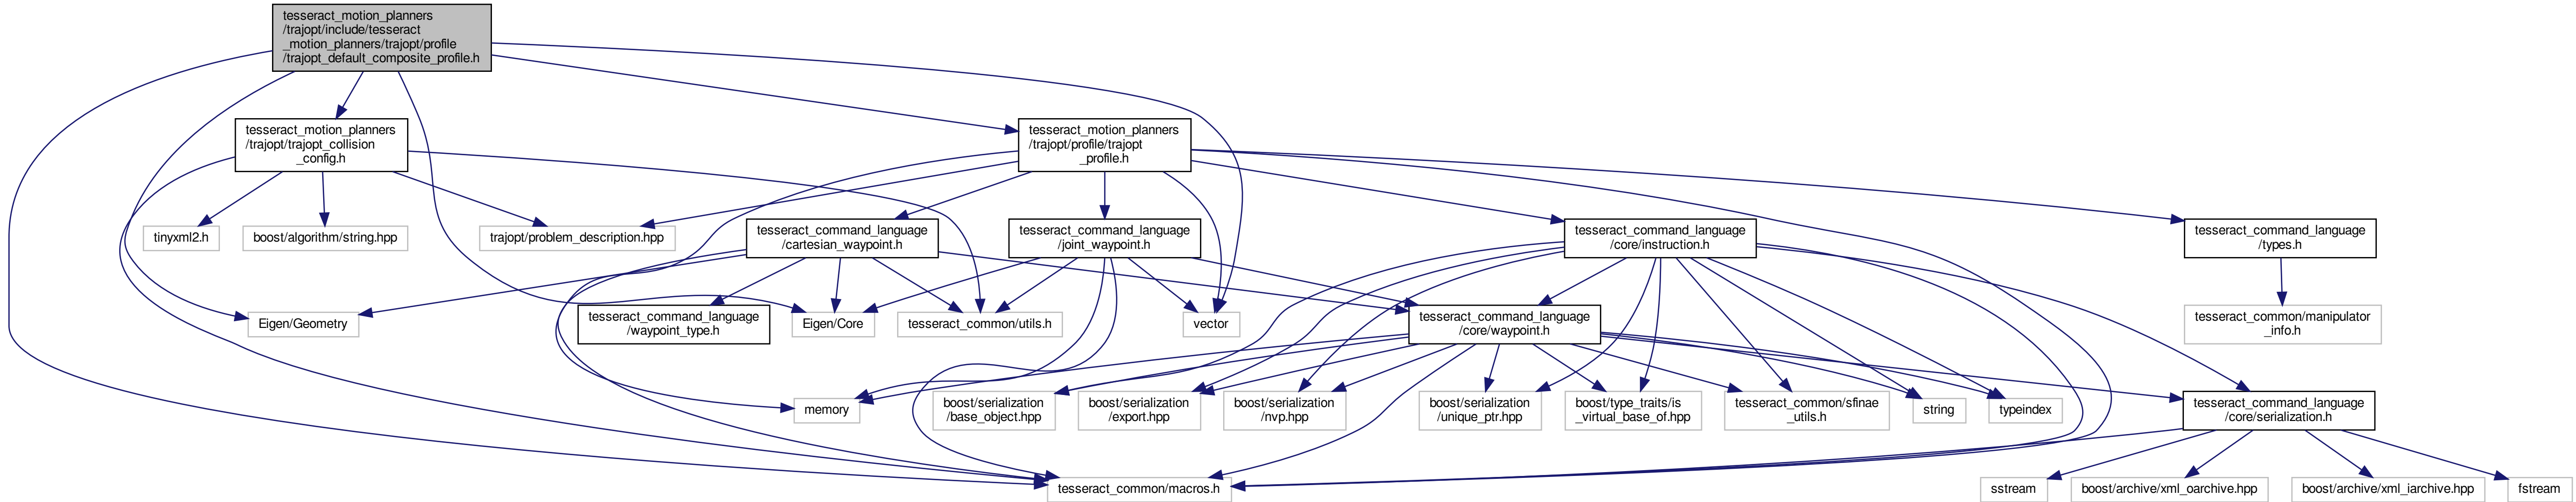 tesseract_motion_planners
/trajopt/include/tesseract
_motion_planners/trajopt/profile
/trajopt_default_composite_profile.h
tesseract_motion_planners
/trajopt/trajopt_collision
_config.h
tesseract_motion_planners
/trajopt/profile/trajopt
_profile.h
tinyxml2.h
boost/algorithm/string.hpp
trajopt/problem_description.hpp
tesseract_command_language
/cartesian_waypoint.h
tesseract_command_language
/joint_waypoint.h
tesseract_command_language
/core/instruction.h
tesseract_command_language
/types.h
Eigen/Geometry
tesseract_command_language
/waypoint_type.h
Eigen/Core
tesseract_common/utils.h
vector
tesseract_command_language
/core/waypoint.h
tesseract_common/manipulator
_info.h
memory
boost/serialization
/base_object.hpp
boost/serialization
/export.hpp
boost/serialization
/nvp.hpp
boost/serialization
/unique_ptr.hpp
boost/type_traits/is
_virtual_base_of.hpp
tesseract_common/sfinae
_utils.h
string
typeindex
tesseract_command_language
/core/serialization.h
tesseract_common/macros.h
sstream
boost/archive/xml_oarchive.hpp
boost/archive/xml_iarchive.hpp
fstream